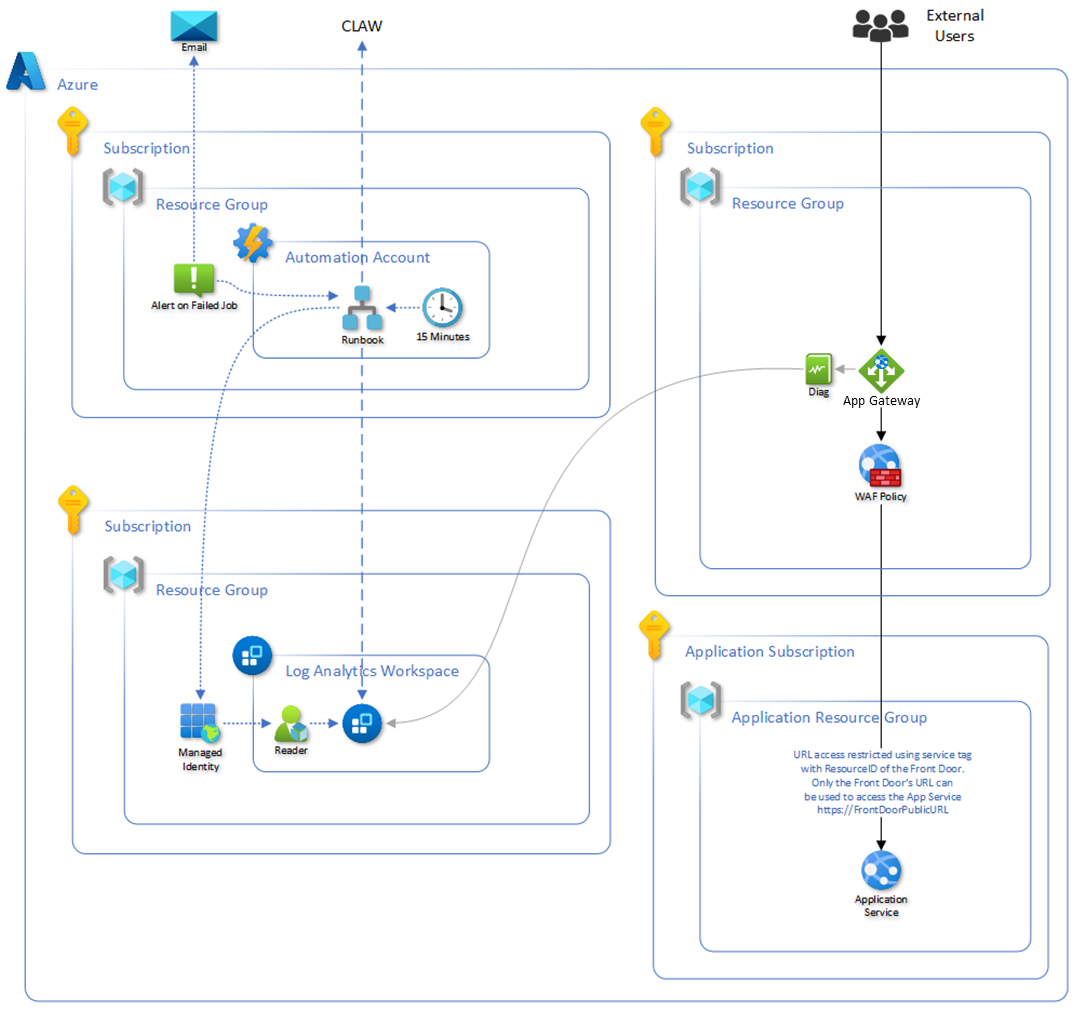 Email
CLAW
External
Users
Azure
Subscription
Resource Group
Automation Account
Alert on Failed Job
Runbook
15 Minutes
Subscription
Resource Group
Diag
App Gateway
WAF Policy
Subscription
Resource Group
Log Analytics Workspace
Managed
Identity
Reader
Application Subscription
Application Resource Group
URL access restricted using service tag
with ResourceID of the Front Door.
Only the Front Door's URL can
be used to access the App Service
https://FrontDoorPublicURL
Application
Service